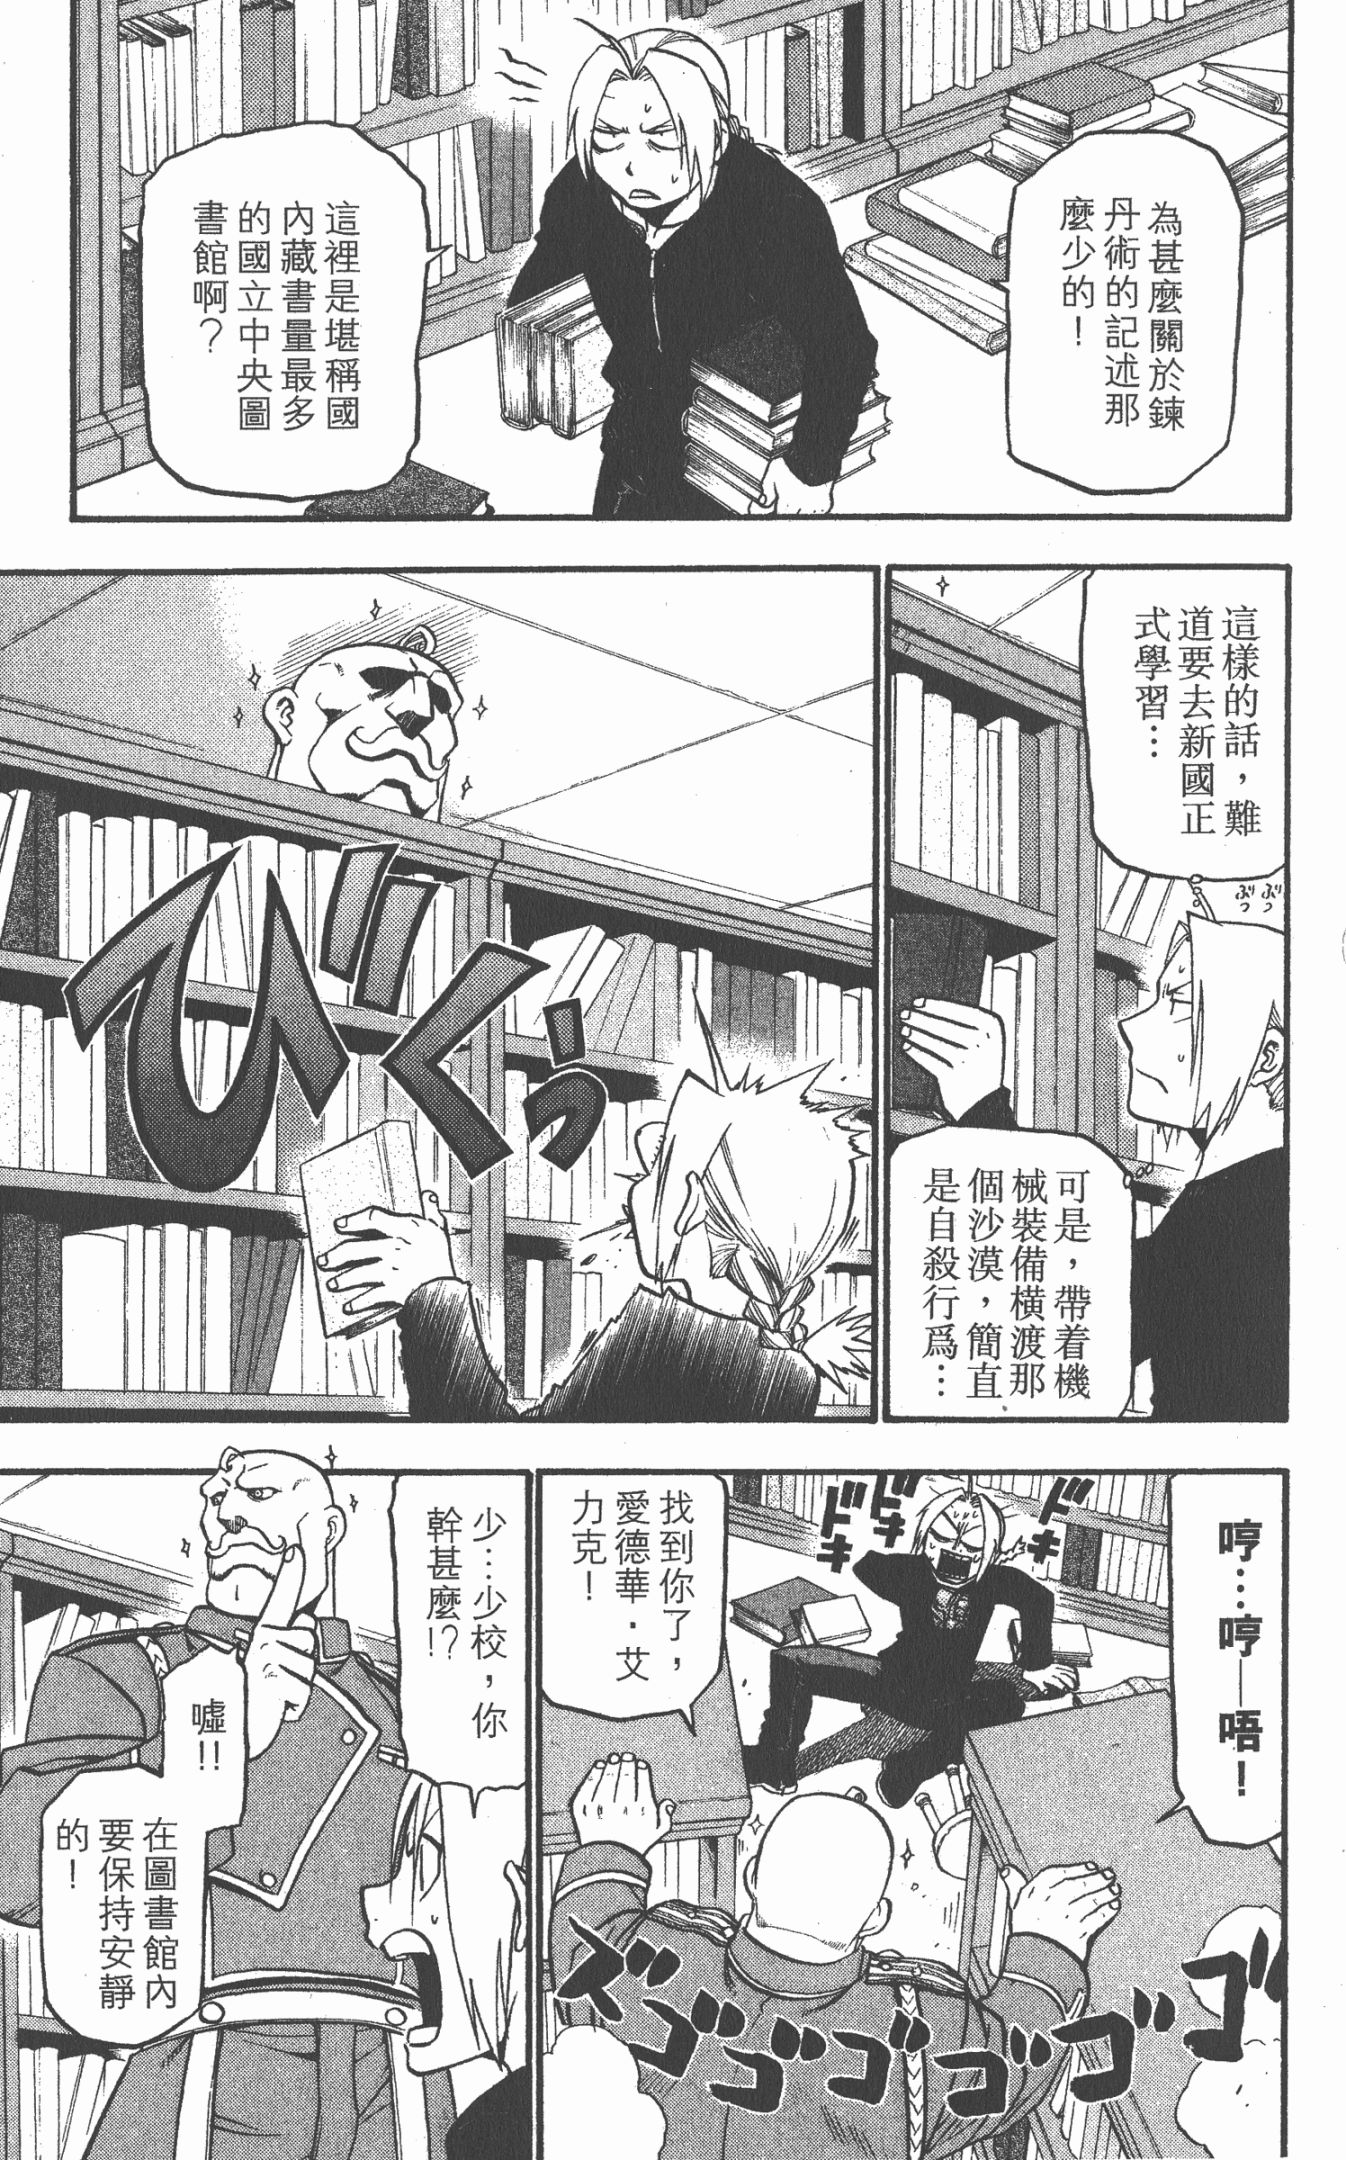 為甚麼關於鍊
丹術的記述那
麼少的！
這裡是堪稱國
內藏書量最多
的國立中央圖
書館啊？
這樣的話，難
道要去新國正
式學習…
ぶっ
ぶっ
可是，帶着機
械裝備橫渡那
個沙漠，簡直
是自殺行爲…
びくっ
哼…哼——唔！
ドキ
ドキ
ドキ
找到你了，
愛德華．艾
力克！
ズゴゴゴゴゴゴ
少…少校，你
幹甚麼！？
噓！！
在圖書館內
要保持安靜
的！